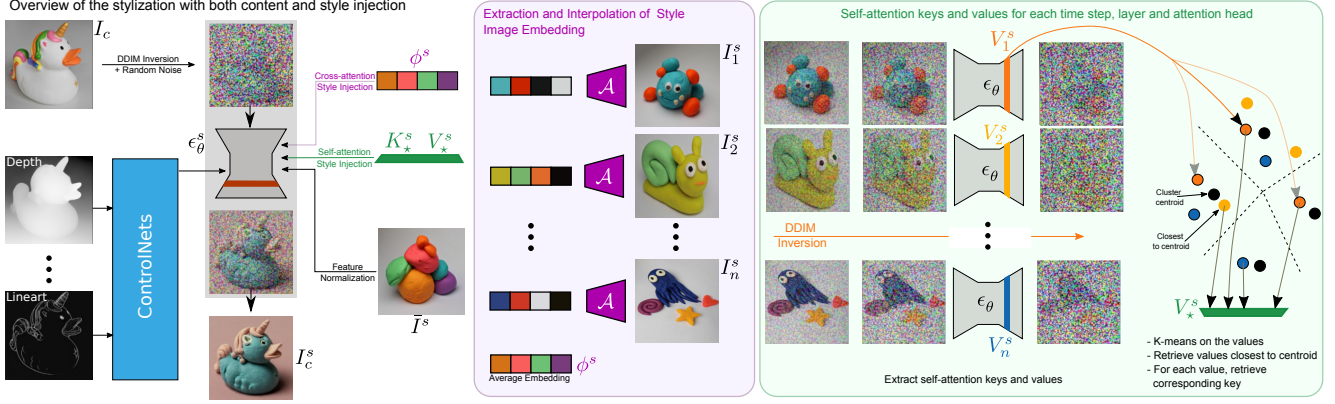 Overview of the stylization with both content and style injection
I_c
DDIM Inversion
+ Random Noise
ϕ^s
Cross-attention
Style Injection
ϵ_θ^s
K_⋆^s V_⋆^s
Self-attention
Style Injection
Depth
ControlNets
Feature
Normalization
Lineart
Ī^s
I_c^s
Extraction and Interpolation of Style
Image Embedding
I_1^s
𝒜
I_2^s
𝒜
I_n^s
𝒜
ϕ^s
Average Embedding
Self-attention keys and values for each time step, layer and attention head
V_1^s
ϵ_θ
V_2^s
ϵ_θ
Cluster
centroid
Closest
to centroid
DDIM
Inversion
ϵ_θ
V_n^s
V_⋆^s
Extract self-attention keys and values
- K-means on the values
- Retrieve values closest to centroid
- For each value, retrieve
corresponding key